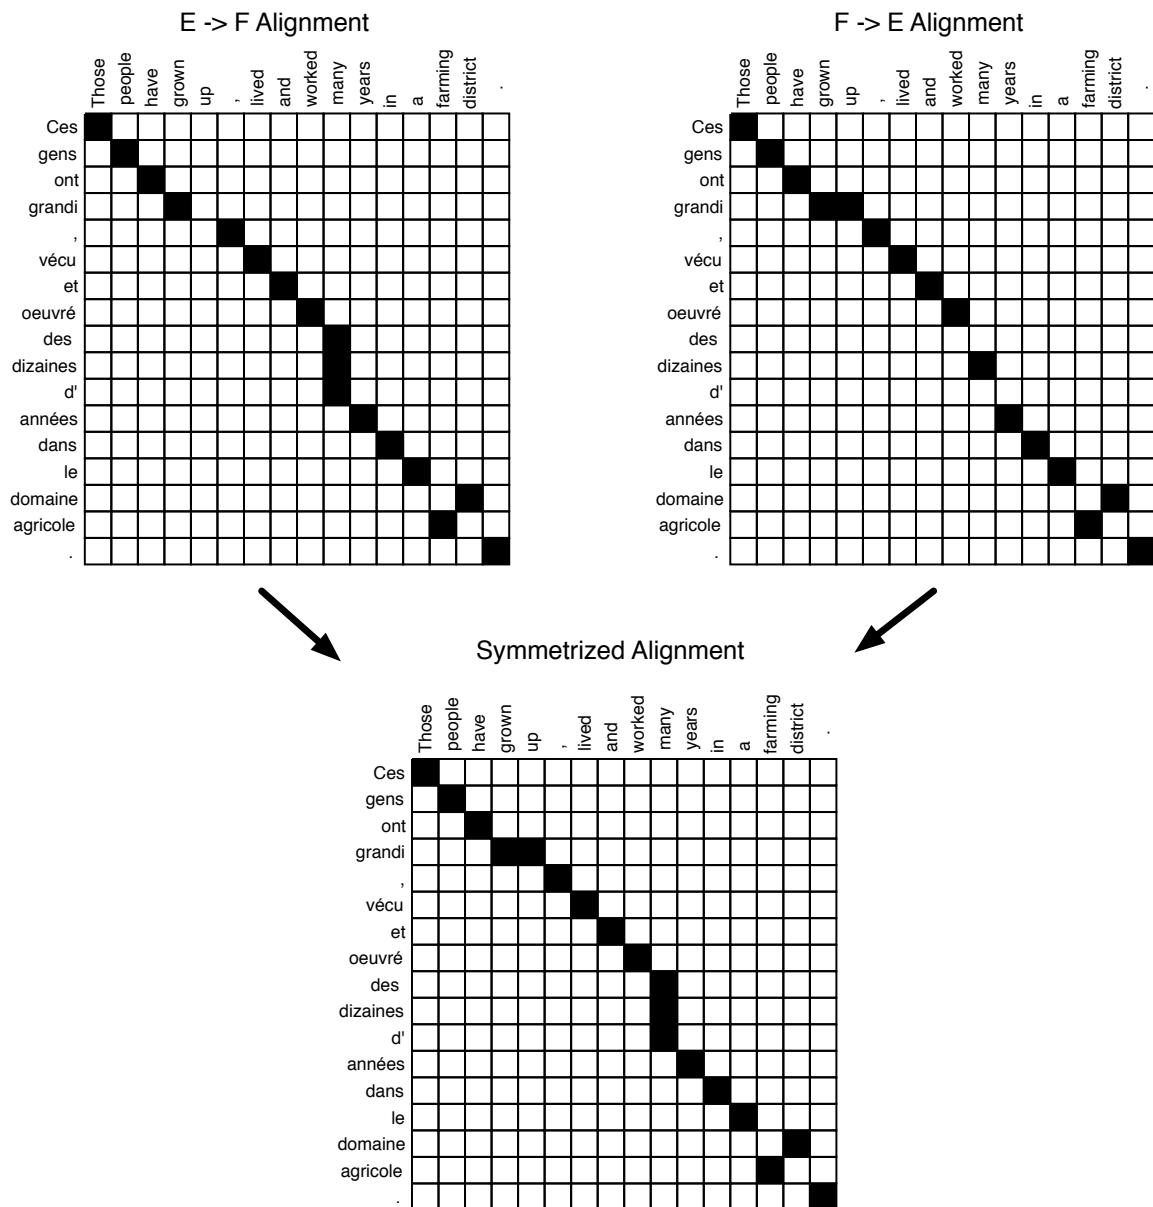 E -> F Alignment
Those people have grown up , lived and worked many years in a farming district .
Ces
gens
ont
grandi
,
vécu
et
oeuvré
des
dizaines
d'
années
dans
le
domaine
agricole
.
F -> E Alignment
Those people have grown up , lived and worked many years in a farming district .
Ces
gens
ont
grandi
,
vécu
et
oeuvré
des
dizaines
d'
années
dans
le
domaine
agricole
.
Symmetrized Alignment
Those people have grown up , lived and worked many years in a farming district .
Ces
gens
ont
grandi
,
vécu
et
oeuvré
des
dizaines
d'
années
dans
le
domaine
agricole
.